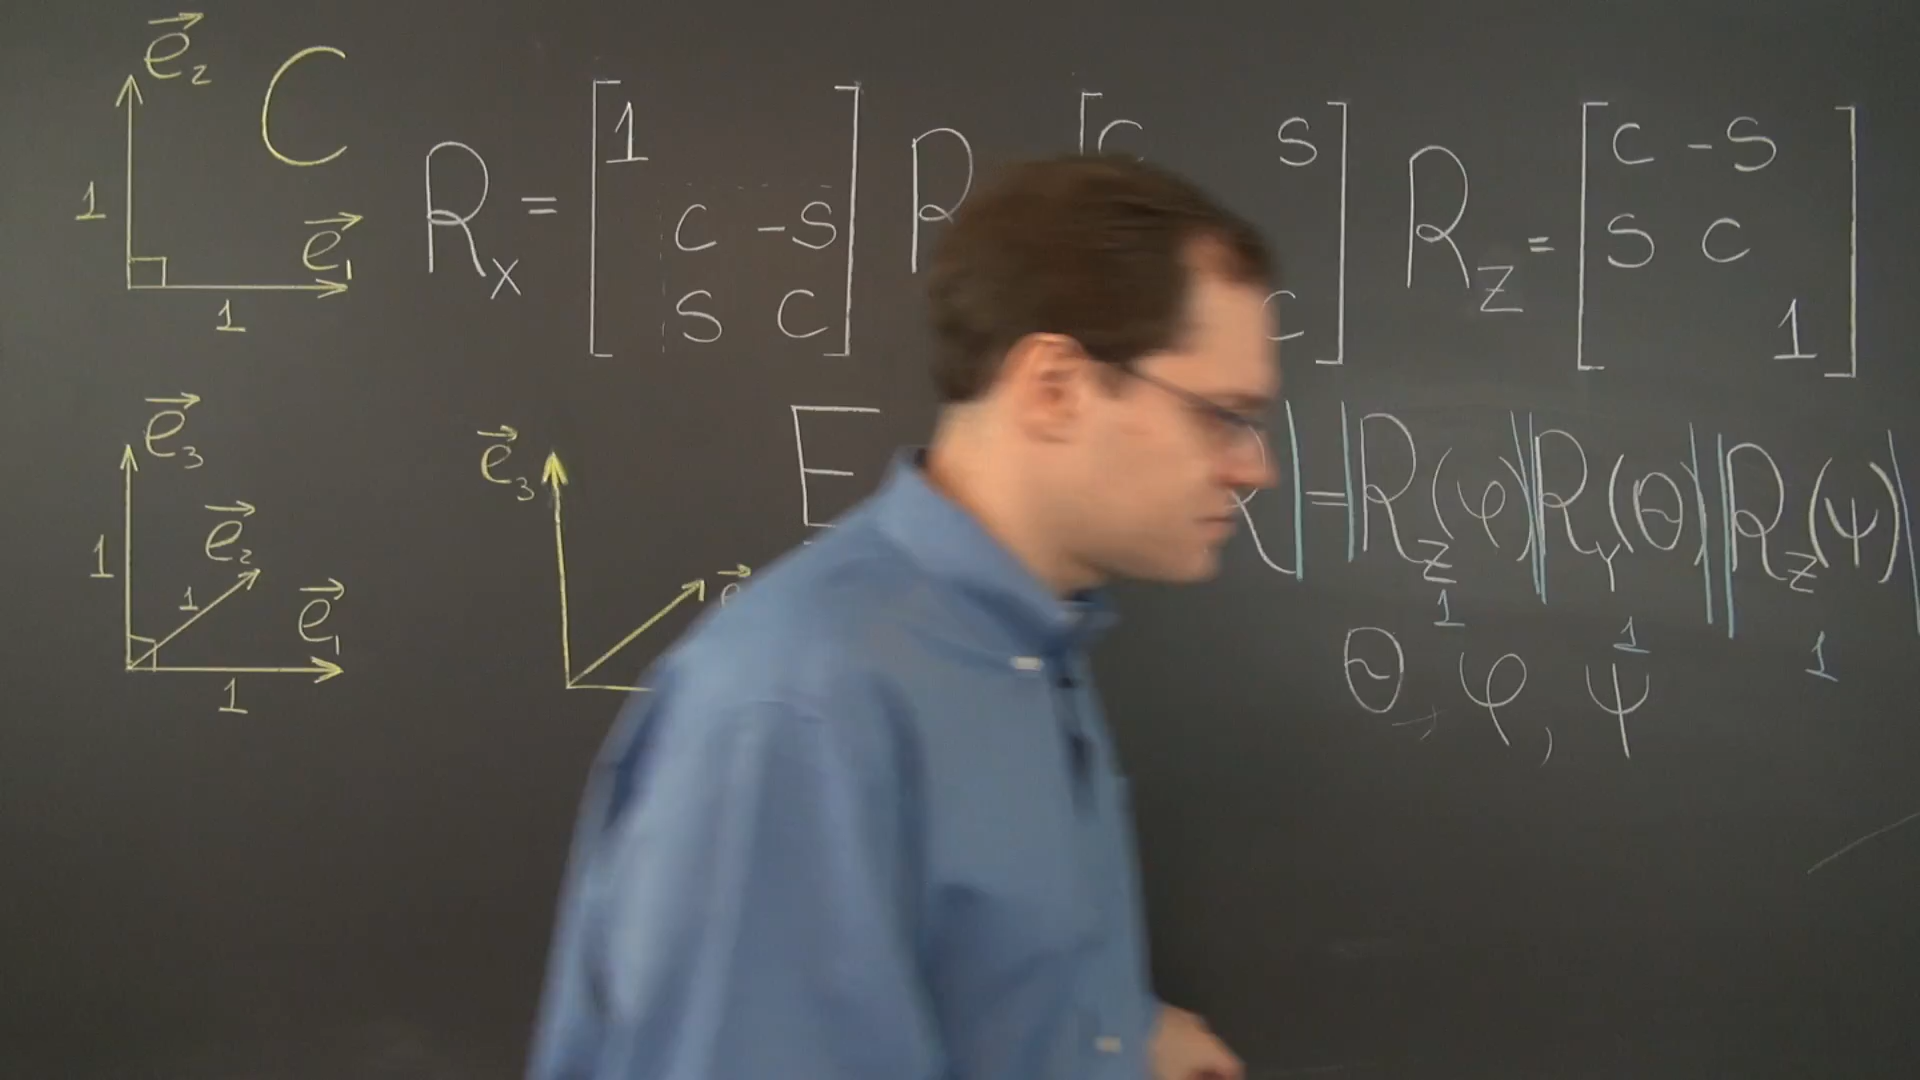 e⃗₂ C
1 e⃗₁
1
R_X = [1
C -S
S C]
R [C S
C]
R_Z = [C -S
S C
1]
e⃗₃
1 e⃗₂
1 e⃗₁
1
e⃗₃
E
|R| = |R_Z(φ)||R_Y(θ)||R_Z(ψ)|
1 1 1
θ, φ, ψ